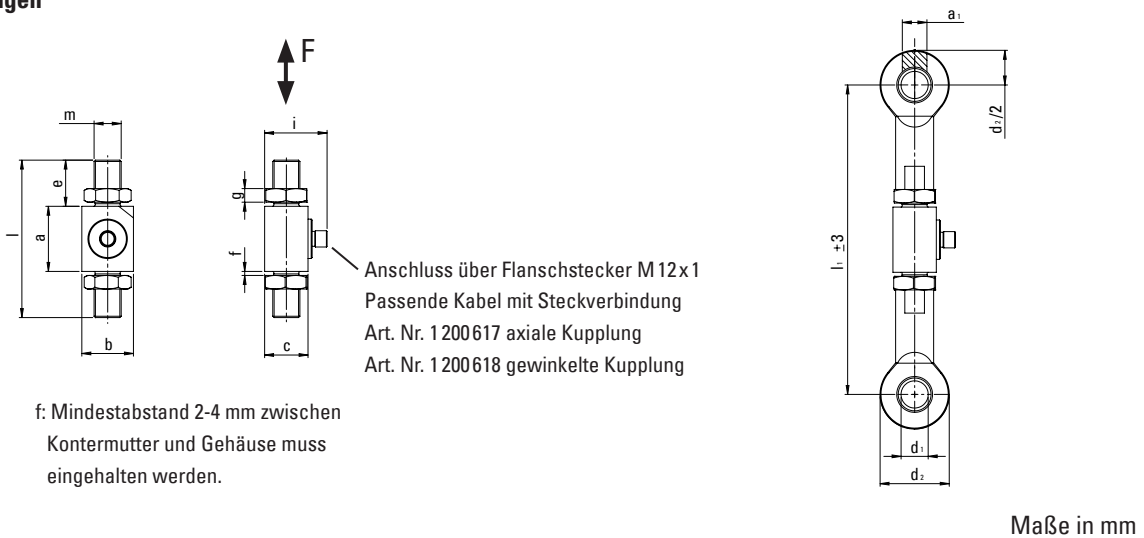 F
a₁
m
i
d₂/2
e
g
l
a
f
l₁ ±3
Anschluss über Flanschstecker M 12 x 1
Passende Kabel mit Steckverbindung
Art. Nr. 1 200 617 axiale Kupplung
Art. Nr. 1 200 618 gewinkelte Kupplung
b
c
f: Mindestabstand 2-4 mm zwischen
Kontermutter und Gehäuse muss
eingehalten werden.
d₁
d₂
Maße in mm